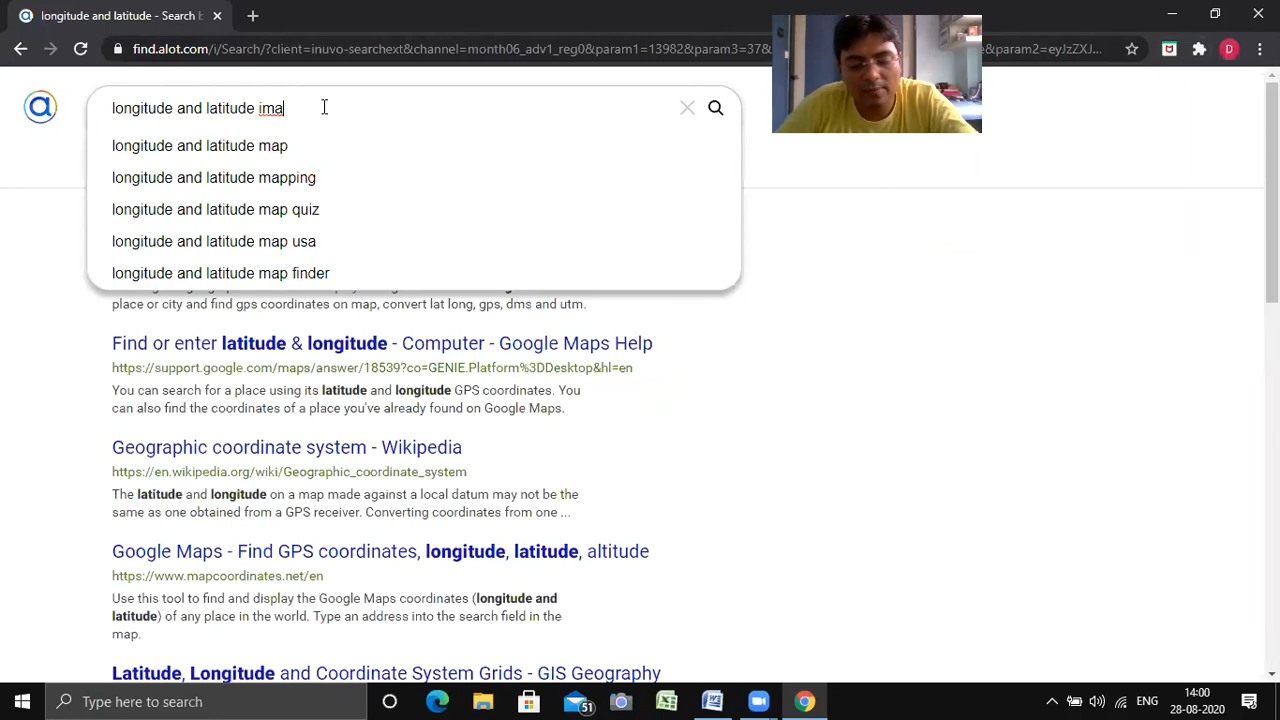 longitude and latitude - Search b
find.alot.com/i/Search/?client=inuvo-searchext&channel=month06_adv1_reg0&param1=13982&param3=37&
e&param2=eyJzZXJ...
D
a
longitude and latitude ima
longitude and latitude map
longitude and latitude mapping
longitude and latitude map quiz
longitude and latitude map usa
longitude and latitude map finder
place or city and find gps coordinates on map, convert lat long, gps, dms and utm.
Find or enter latitude & longitude - Computer - Google Maps Help
https://support.google.com/maps/answer/18539?co=GENIE.Platform%3DDesktop&hl=en
You can search for a place using its latitude and longitude GPS coordinates. You
can also find the coordinates of a place you've already found on Google Maps.
Geographic coordinate system - Wikipedia
https://en.wikipedia.org/wiki/Geographic_coordinate_system
The latitude and longitude on a map made against a local datum may not be the
same as one obtained from a GPS receiver. Converting coordinates from one ...
Google Maps - Find GPS coordinates, longitude, latitude, altitude
https://www.mapcoordinates.net/en
Use this tool to find and display the Google Maps coordinates (longitude and
latitude) of any place in the world. Type an address into the search field in the
map.
Latitude, Longitude and Coordinate System Grids - GIS Geography
Type here to search
51
ENG
14:00
28-08-2020